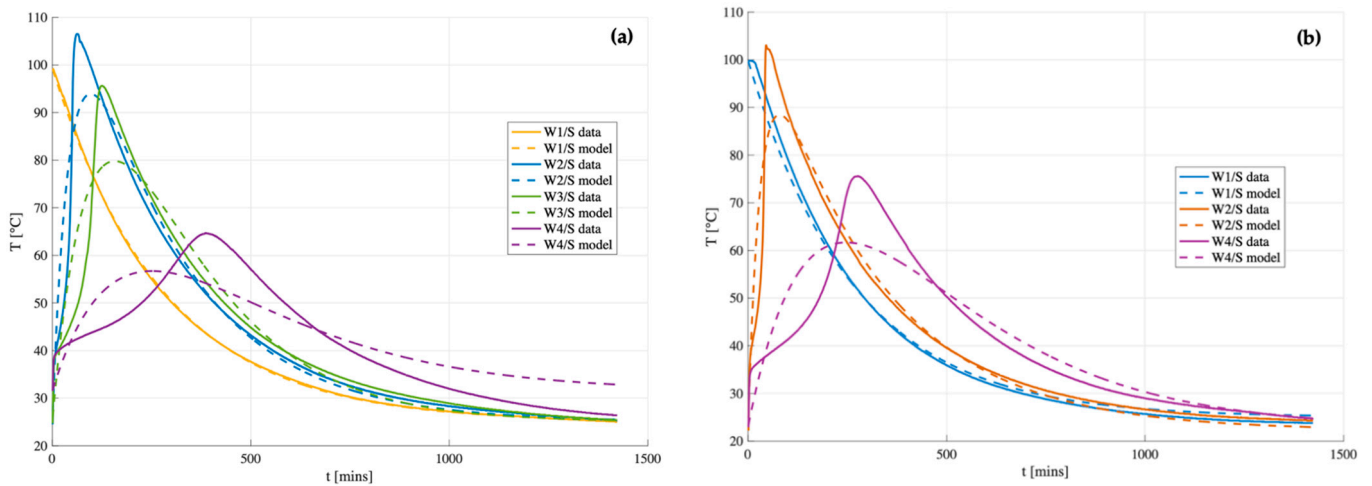 (a)
110
100
90
80
70
60
50
40
30
20
T [°C]
0
500
1000
1500
t [mins]
W1/S data
W1/S model
W2/S data
W2/S model
W3/S data
W3/S model
W4/S data
W4/S model
(b)
110
100
90
80
70
60
50
40
30
20
T [°C]
0
500
1000
1500
t [mins]
W1/S data
W1/S model
W2/S data
W2/S model
W4/S data
W4/S model